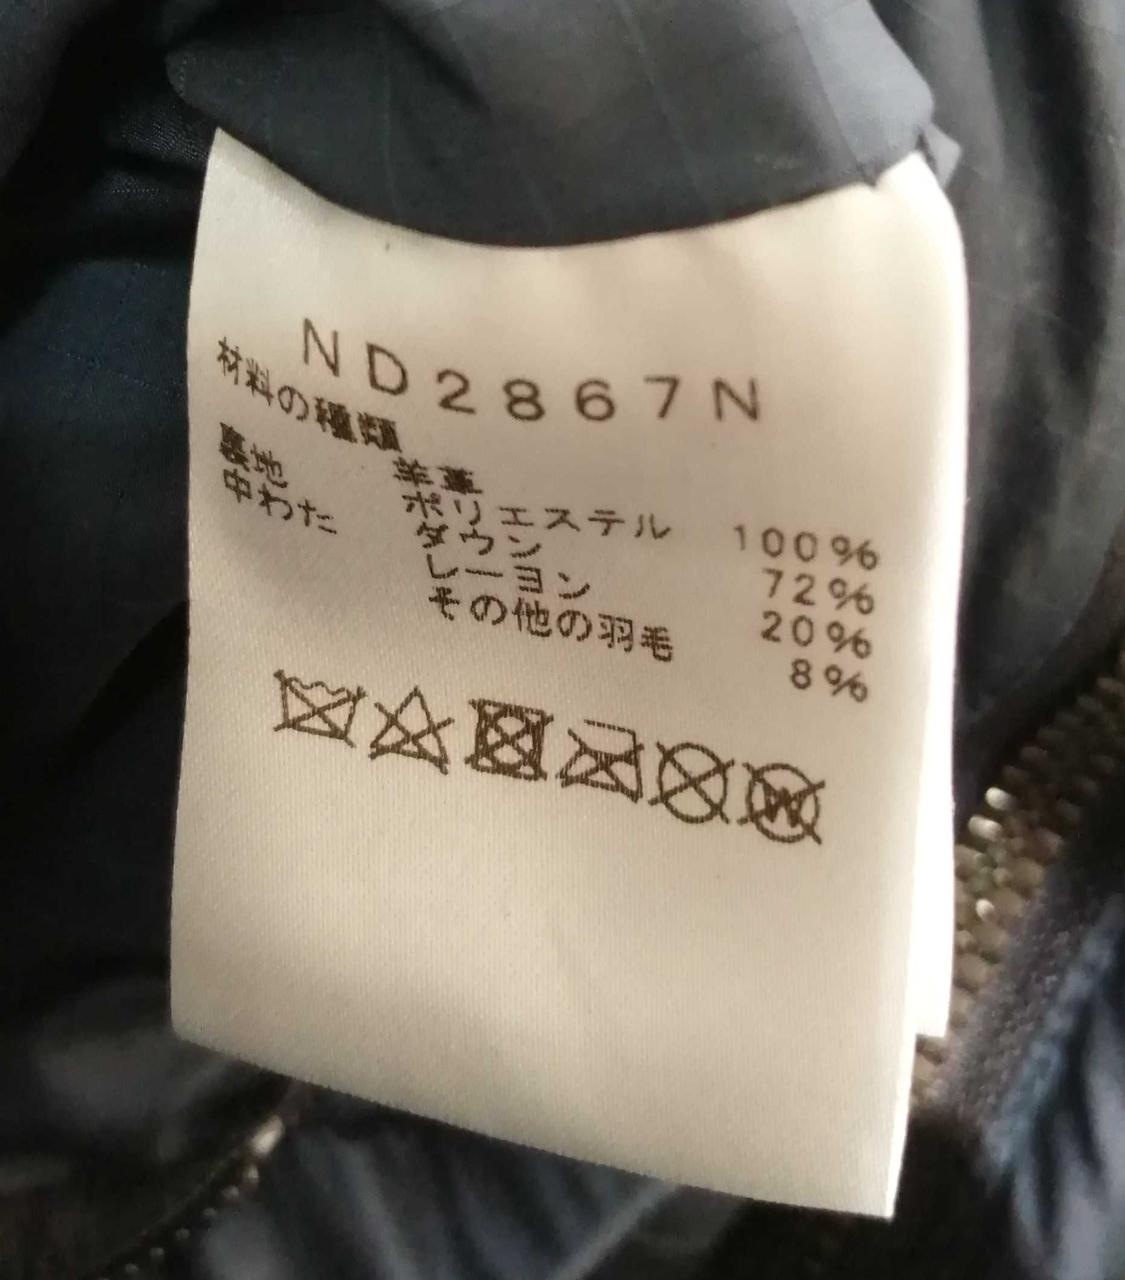 ND2867N
材料の種類 羊革
裏地 ポリエステル 100%
中わた ダウン 72%
レーヨン 20%
その他の羽毛 8%
W